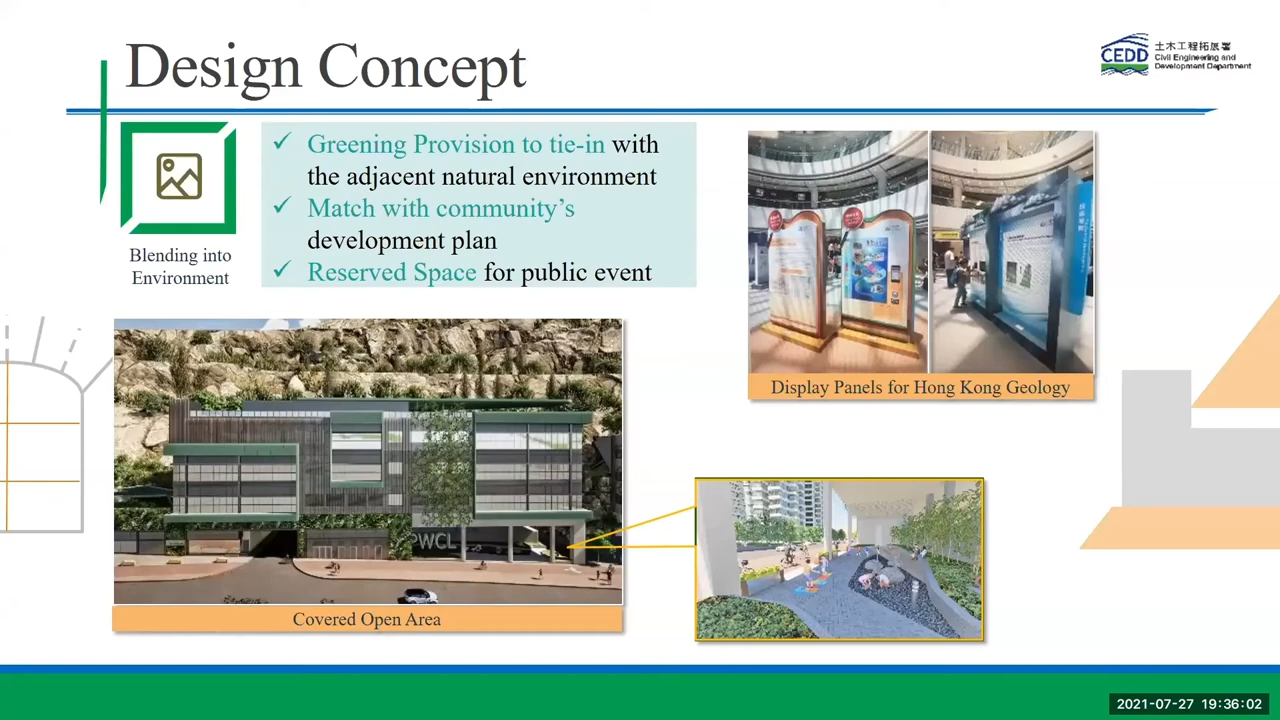 Design Concept
CEDD
土木工程拓展署
Civil Engineering and
Development Department
Blending into
Environment
✓ Greening Provision to tie-in with
the adjacent natural environment
✓ Match with community's
development plan
✓ Reserved Space for public event
Display Panels for Hong Kong Geology
PWCL
Covered Open Area
2021-07-27 19:36:02